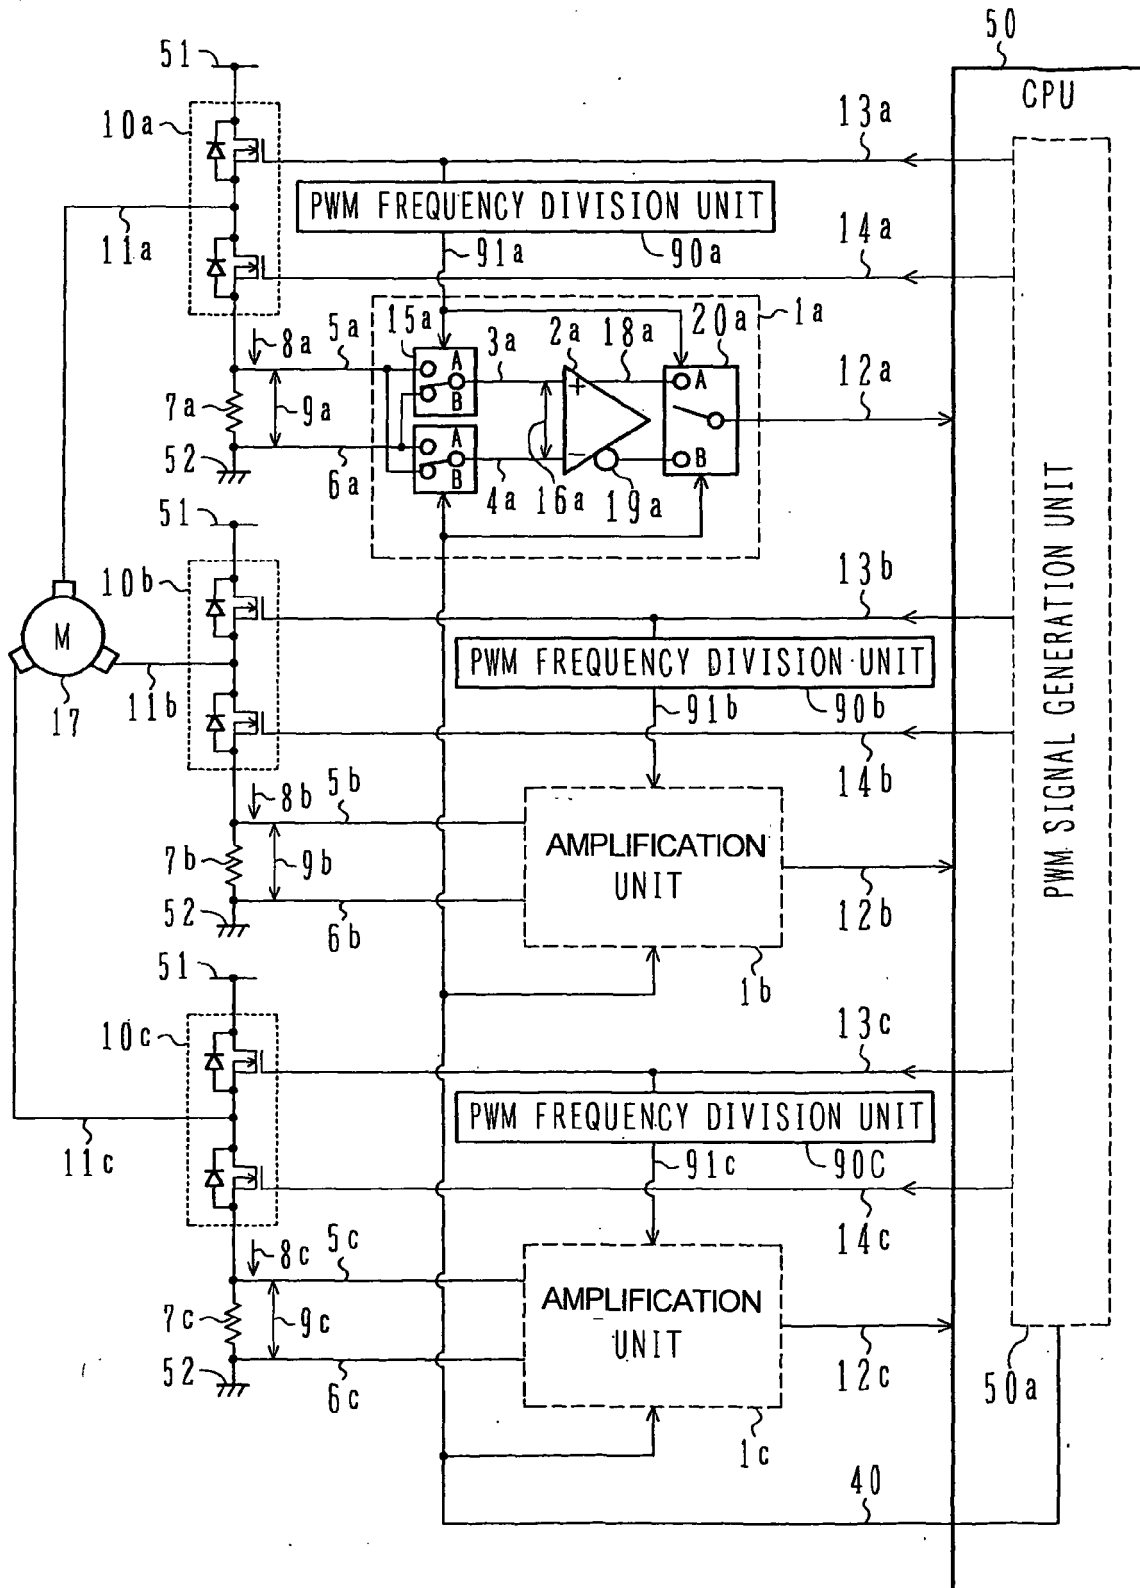 50
51
CPU
10a
13a
PWM FREQUENCY DIVISION UNIT
11a
91a
90a
14a
8a
5a
15a
3a
2a
18a
20a
1a
A
B
A
B
+
−
A
B
12a
7a
9a
52
6a
4a
16a
19a
51
10b
13b
M
PWM FREQUENCY DIVISION UNIT
17
11b
91b
90b
14b
8b
5b
AMPLIFICATION
UNIT
7b
9b
52
6b
12b
1b
51
10c
13c
PWM FREQUENCY DIVISION UNIT
11c
91c
90C
14c
8c
5c
AMPLIFICATION
UNIT
7c
9c
52
6c
12c
1c
50a
40
PWM SIGNAL GENERATION UNIT